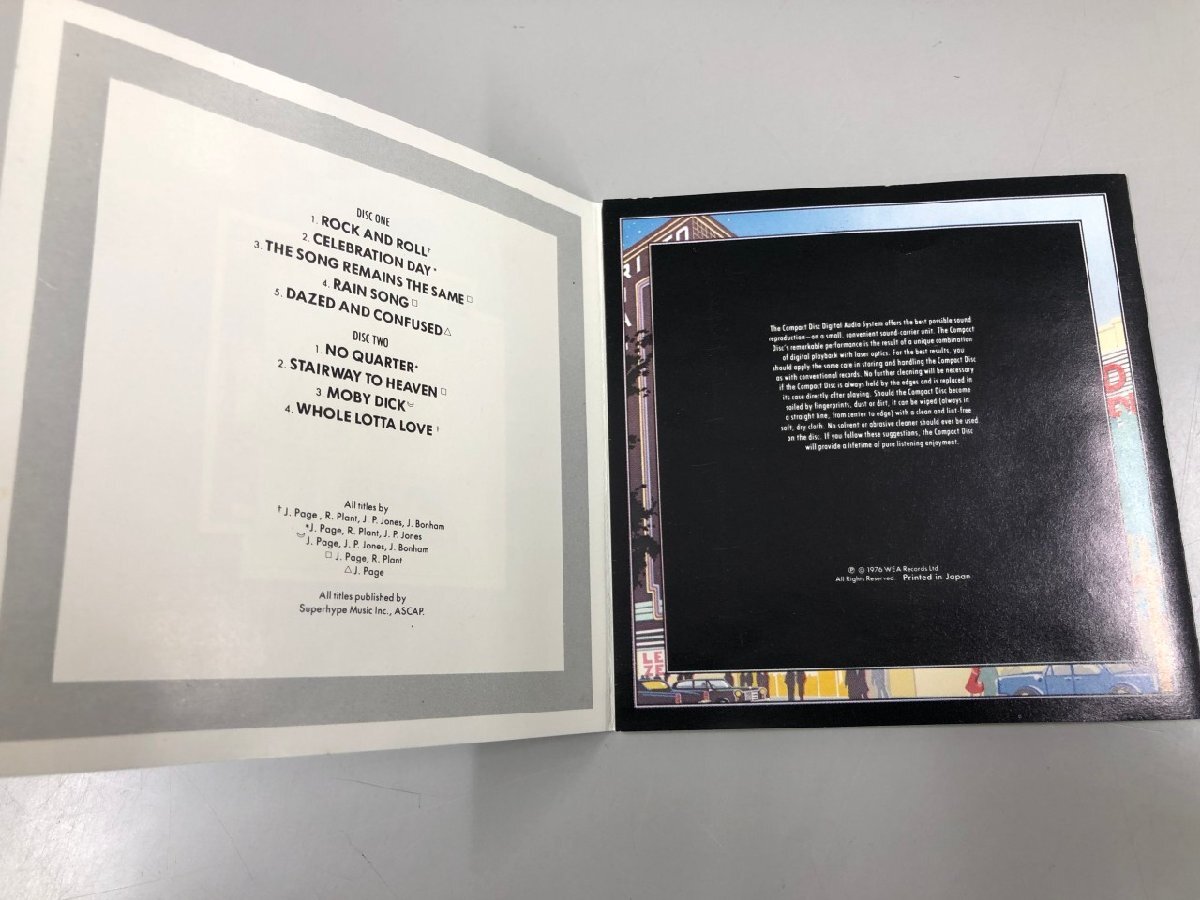 DISC ONE
1. ROCK AND ROLL†
2. CELEBRATION DAY*
3. THE SONG REMAINS THE SAME □
4. RAIN SONG □
5. DAZED AND CONFUSED △
DISC TWO
1. NO QUARTER*
2. STAIRWAY TO HEAVEN □
3 MOBY DICK
4. WHOLE LOTTA LOVE †
All titles by
† J. Page, R. Plant, J. P. Jones, J. Bonham
*J. Page, R. Plant, J. P. Jones
J. Page, J. P. Jones, J. Bonham
□ J. Page, R. Plant
△ J. Page
All titles published by
Superhype Music Inc., ASCAP.
The Compact Disc Digital Audio System offers the best possible sound
reproduction—on a small, convenient sound-carrier unit. The Compact
Disc's remarkable performance is the result of a unique combination
of digital playback with laser optics. For the best results, you
should apply the same care in storing and handling the Compact Disc
as with conventional records. No further cleaning will be necessary
if the Compact Disc is always held by the edges and is replaced in
its case directly after playing. Should the Compact Disc become
soiled by fingerprints, dust or dirt, it can be wiped (always in
a straight line, from center to edge) with a clean and lint-free
soft, dry cloth. No solvent or abrasive cleaner should ever be used
on the disc. If you follow these suggestions, the Compact Disc
will provide a lifetime of pure listening enjoyment.
℗ © 1976 WEA Records Ltd
All Rights Reserved. Printed in Japan
LE
ZE